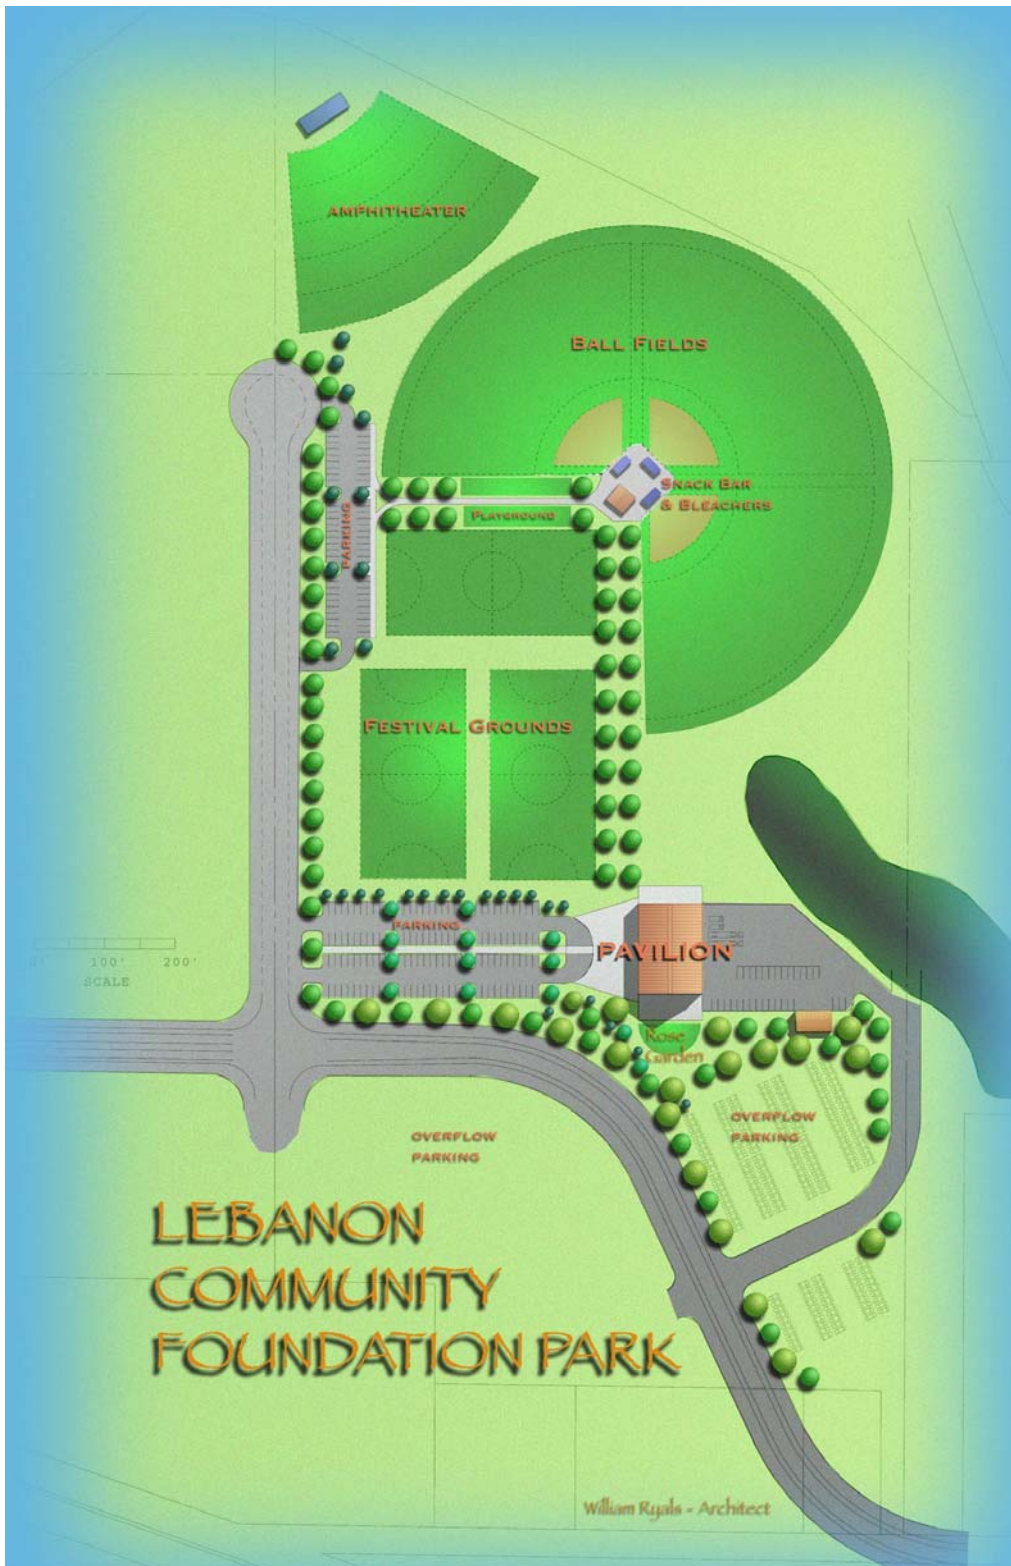 AMPHITHEATER
BALL FIELDS
SNACK BAR
& BLEACHERS
PLAYGROUND
PARKING
FESTIVAL GROUNDS
PARKING
PAVILION
0' 100' 200'
SCALE
Rose
Garden
OVERFLOW
PARKING
OVERFLOW
PARKING
LEBANON
COMMUNITY
FOUNDATION PARK
William Ryals - Architect